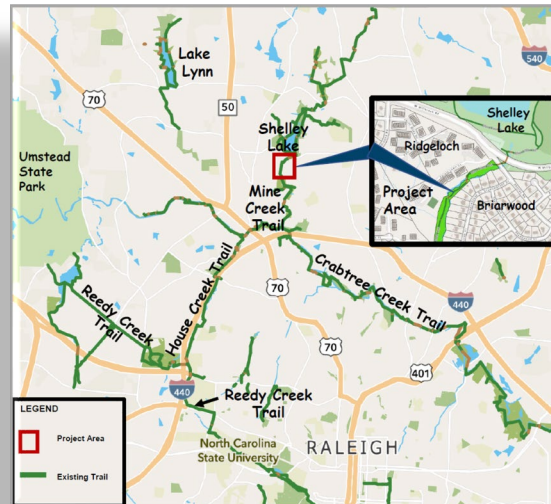 Lake
Lynn
70
50
540
Shelley
Lake
Umstead
State
Park
Mine
Creek
Trail
Shelley
Lake
Ridgeloch
Project
Area
Briarwood
House Creek Trail
Crabtree Creek Trail
Reedy Creek
Trail
70
440
70
401
440
Reedy Creek
Trail
North Carolina
State University
RALEIGH
LEGEND
Project Area
Existing Trail